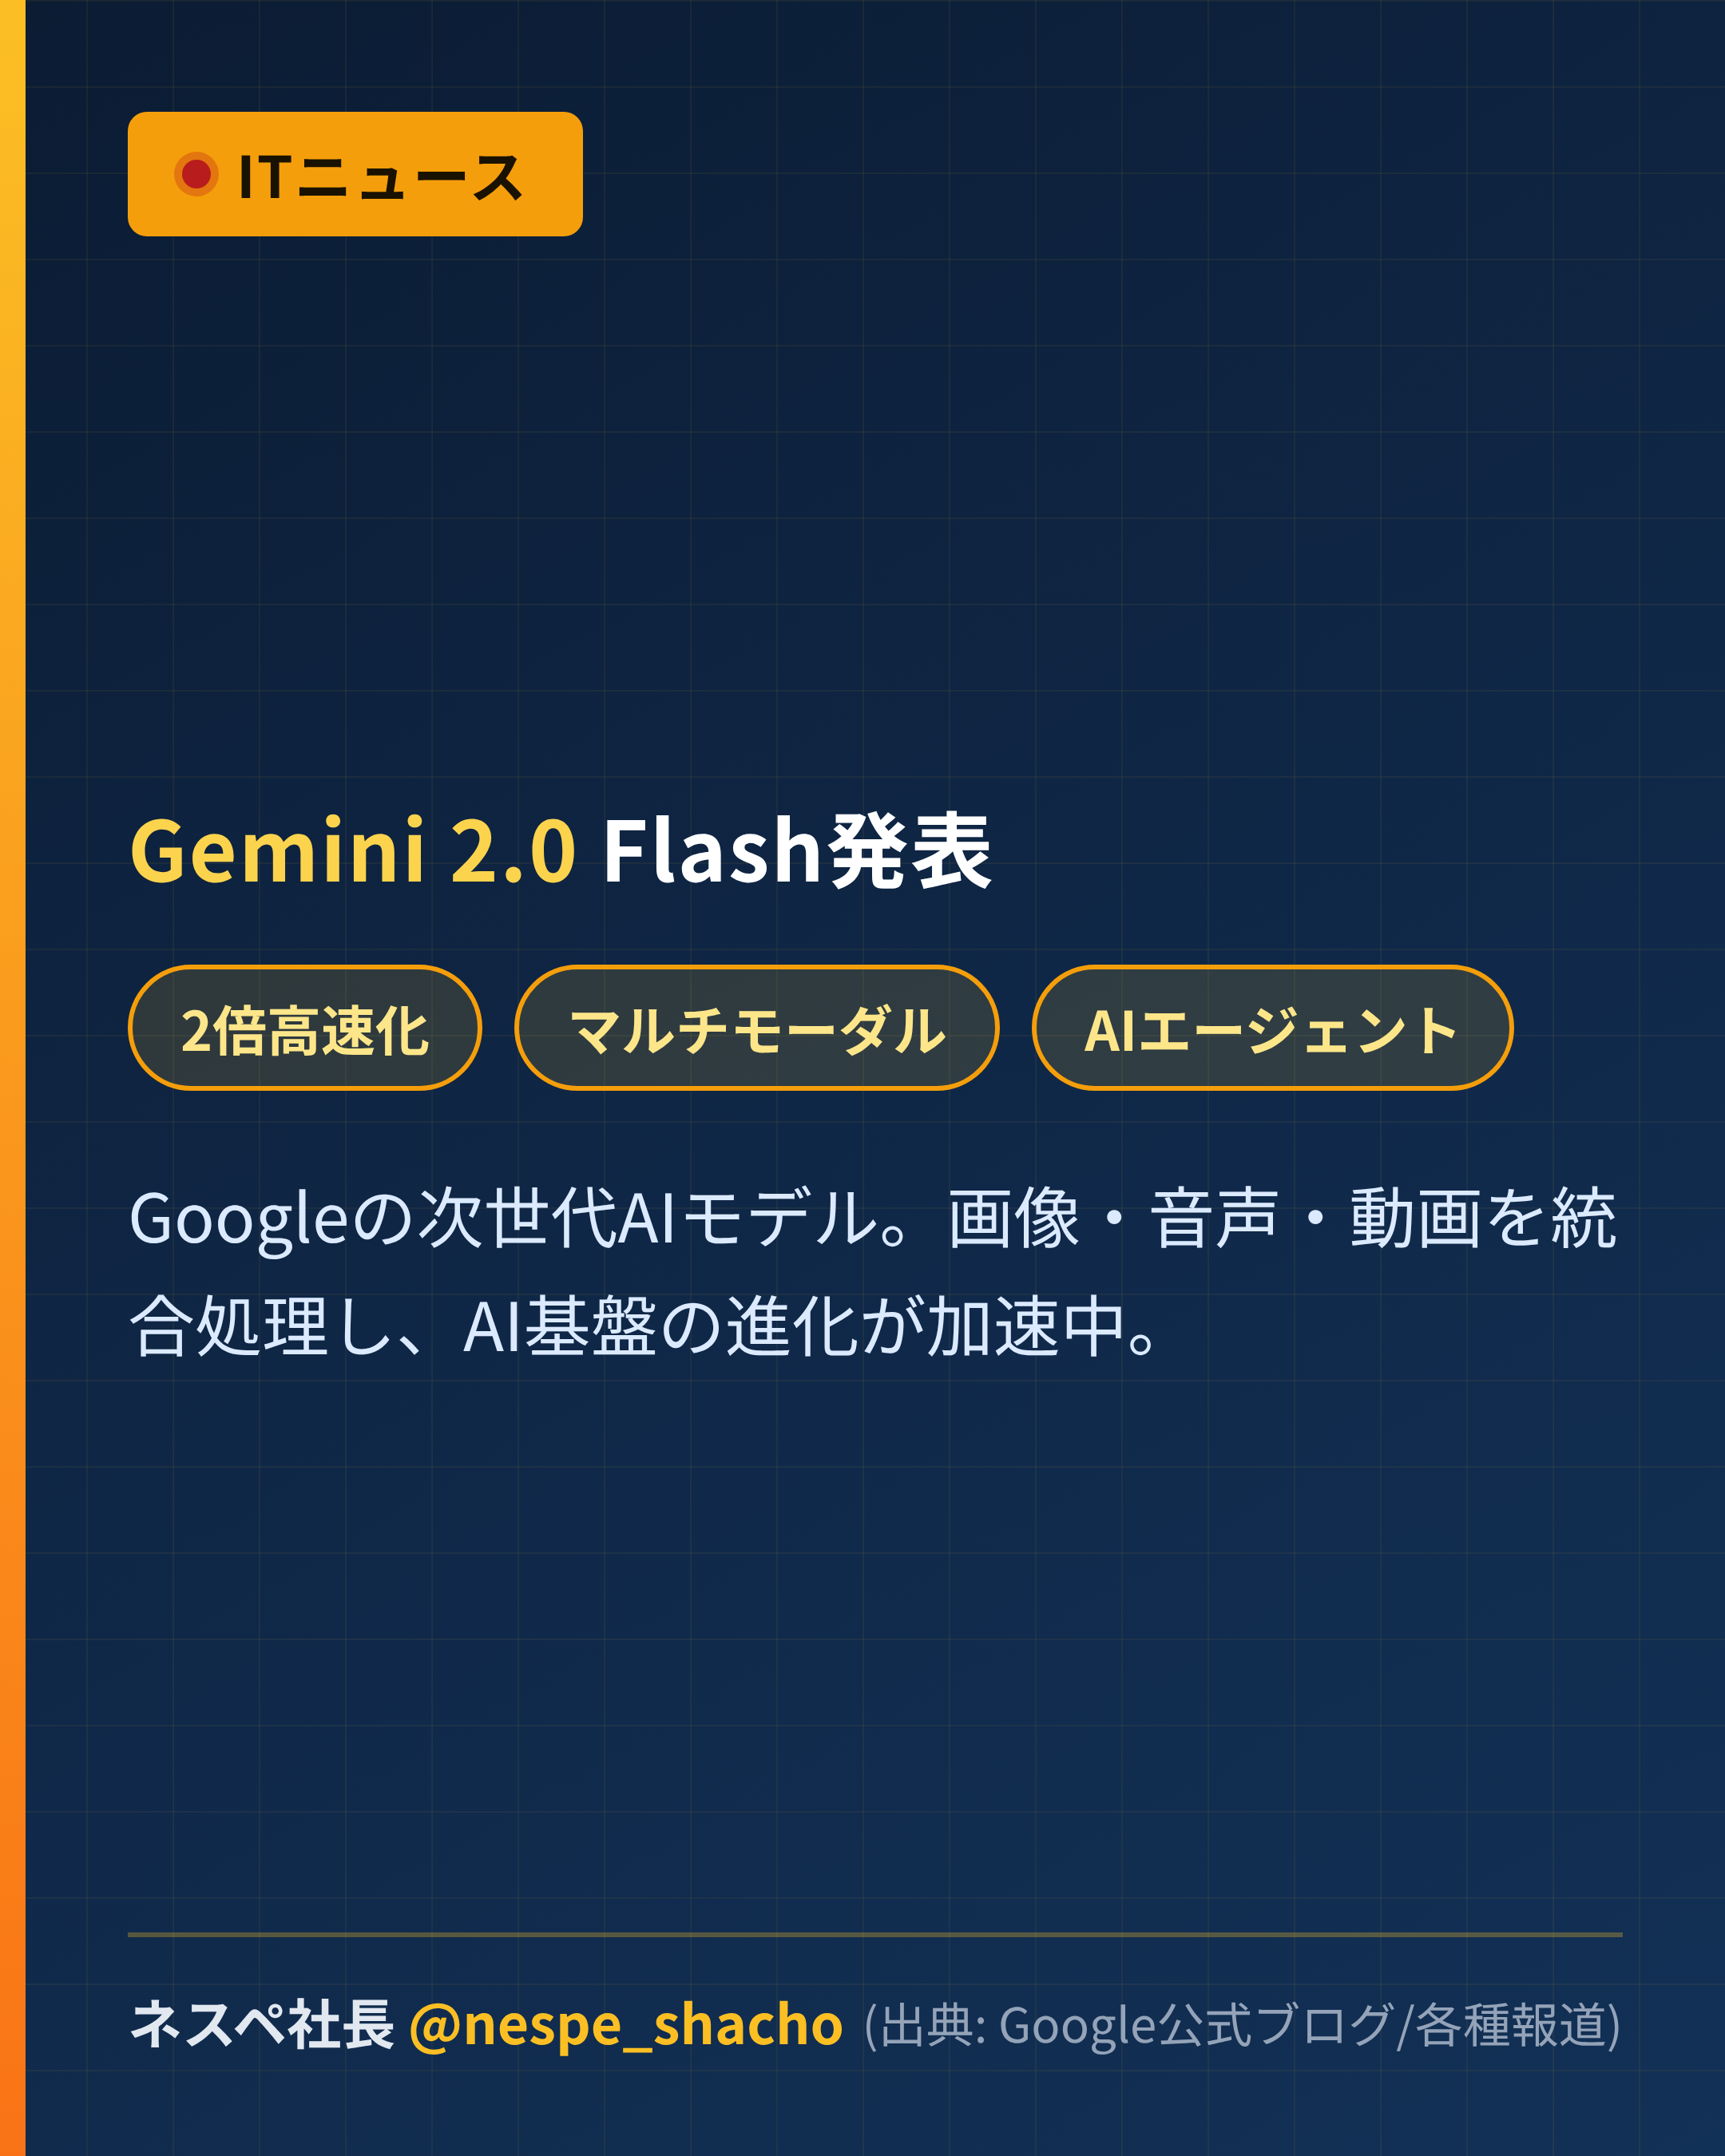 ITニュース
Gemini 2.0 Flash発表
2倍高速化 マルチモーダル AIエージェント
Googleの次世代AIモデル。画像・音声・動画を統
合処理し、AI基盤の進化が加速中。
ネスペ社長 @nespe_shacho (出典: Google公式ブログ/各種報道)